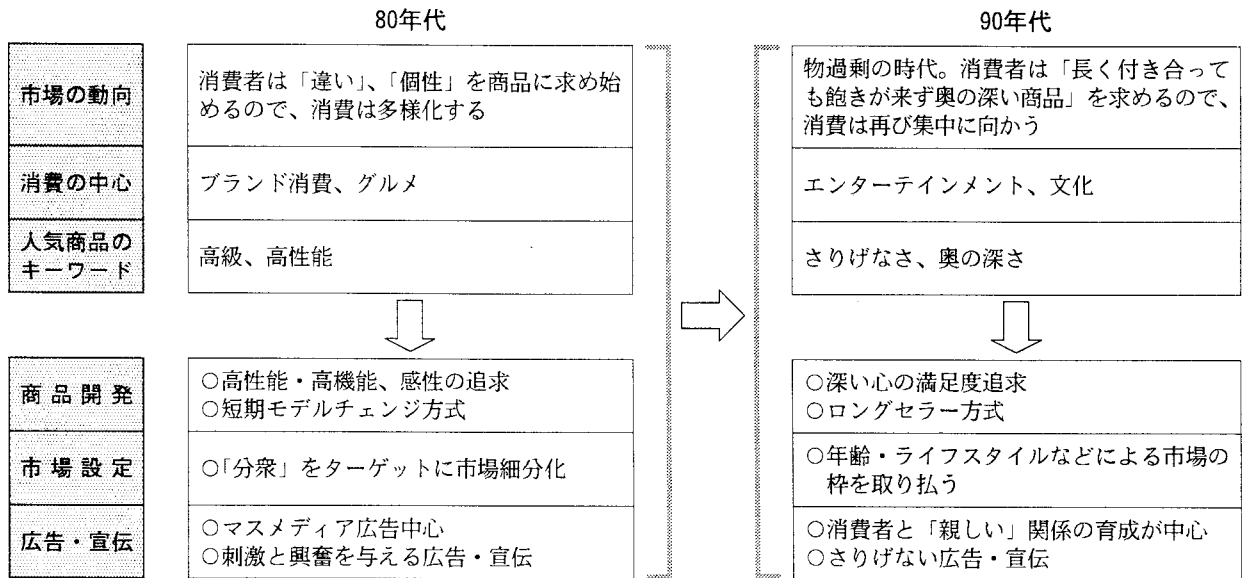 80年代
90年代
市場の動向
消費者は「違い」、「個性」を商品に求め始
めるので、消費は多様化する
物過剰の時代。消費者は「長く付き合って
も飽きが来ず奥の深い商品」を求めるので、
消費は再び集中に向かう
消費の中心
ブランド消費、グルメ
エンターテインメント、文化
人気商品の
キーワード
高級、高性能
さりげなさ、奥の深さ
商品開発
○高性能・高機能、感性の追求
○短期モデルチェンジ方式
○深い心の満足度追求
○ロングセラー方式
市場設定
○「分衆」をターゲットに市場細分化
○年齢・ライフスタイルなどによる市場の
枠を取り払う
広告・宣伝
○マスメディア広告中心
○刺激と興奮を与える広告・宣伝
○消費者と「親しい」関係の育成が中心
○さりげない広告・宣伝